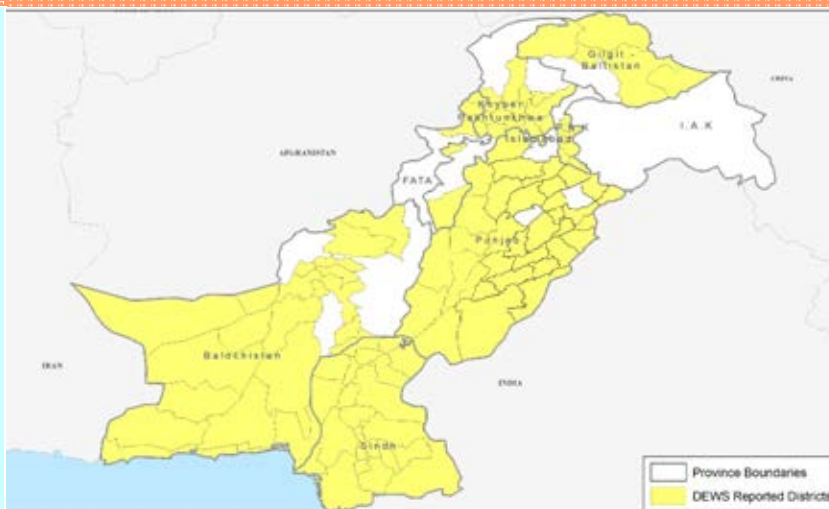 Gilgit -
Baltistan
CHINA
Khyber
Pakhtunkhwa
Islamabad
I.A.K
AFGHANISTAN
FATA
Punjab
Balochistan
IRAN
INDIA
Sindh
Province Boundaries
DEWS Reported Districts